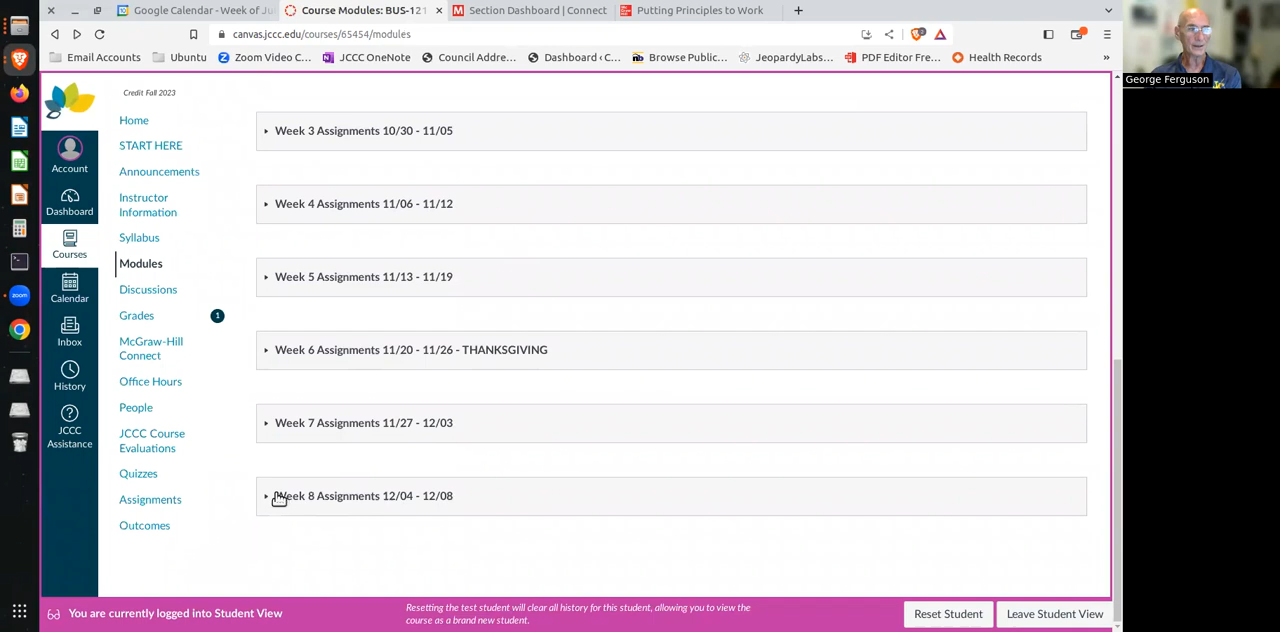 Google Calendar - Week of Ju
Course Modules: BUS-121
Section Dashboard | Connect
Putting Principles to Work
canvas.jccc.edu/courses/65454/modules
Email Accounts
Ubuntu
Zoom Video C...
JCCC OneNote
Council Addre...
Dashboard ‹ C...
Browse Public...
JeopardyLabs...
PDF Editor Fre...
Health Records
»
George Ferguson
Credit Fall 2023
Home
START HERE
Announcements
Instructor
Information
Syllabus
Modules
Discussions
Grades
1
McGraw-Hill
Connect
Office Hours
People
JCCC Course
Evaluations
Quizzes
Assignments
Outcomes
Account
Dashboard
Courses
Calendar
Inbox
History
JCCC
Assistance
zoom
Week 3 Assignments 10/30 - 11/05
Week 4 Assignments 11/06 - 11/12
Week 5 Assignments 11/13 - 11/19
Week 6 Assignments 11/20 - 11/26 - THANKSGIVING
Week 7 Assignments 11/27 - 12/03
Week 8 Assignments 12/04 - 12/08
You are currently logged into Student View
Resetting the test student will clear all history for this student, allowing you to view the
course as a brand new student.
Reset Student
Leave Student View